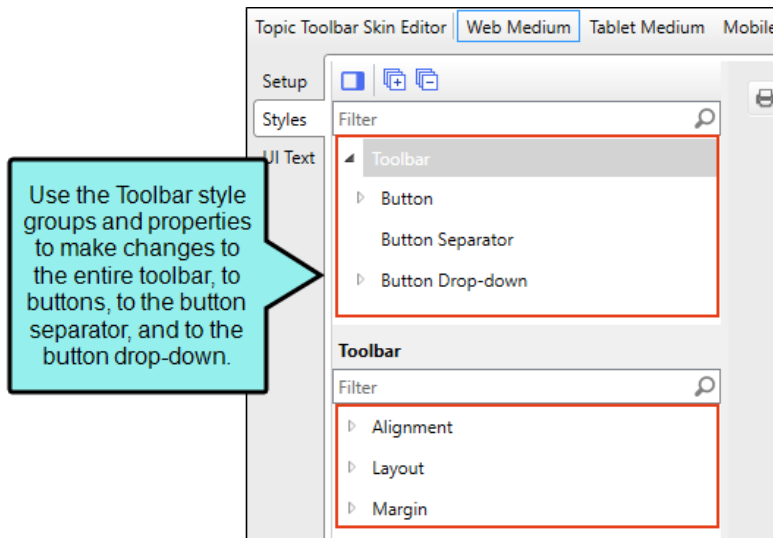 Topic Toolbar Skin Editor Web Medium Tablet Medium Mobile
Setup
Styles
UI Text
Filter
Toolbar
Button
Button Separator
Button Drop-down
Toolbar
Filter
Alignment
Layout
Margin
Use the Toolbar style
groups and properties
to make changes to
the entire toolbar, to
buttons, to the button
separator, and to the
button drop-down.